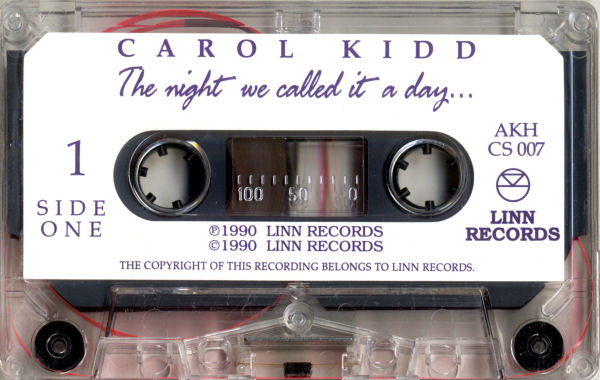 CAROL KIDD
The night we called it a day...
1
SIDE
ONE
AKH
CS 007
100 50 0
LINN
RECORDS
℗1990 LINN RECORDS
©1990 LINN RECORDS
THE COPYRIGHT OF THIS RECORDING BELONGS TO LINN RECORDS.